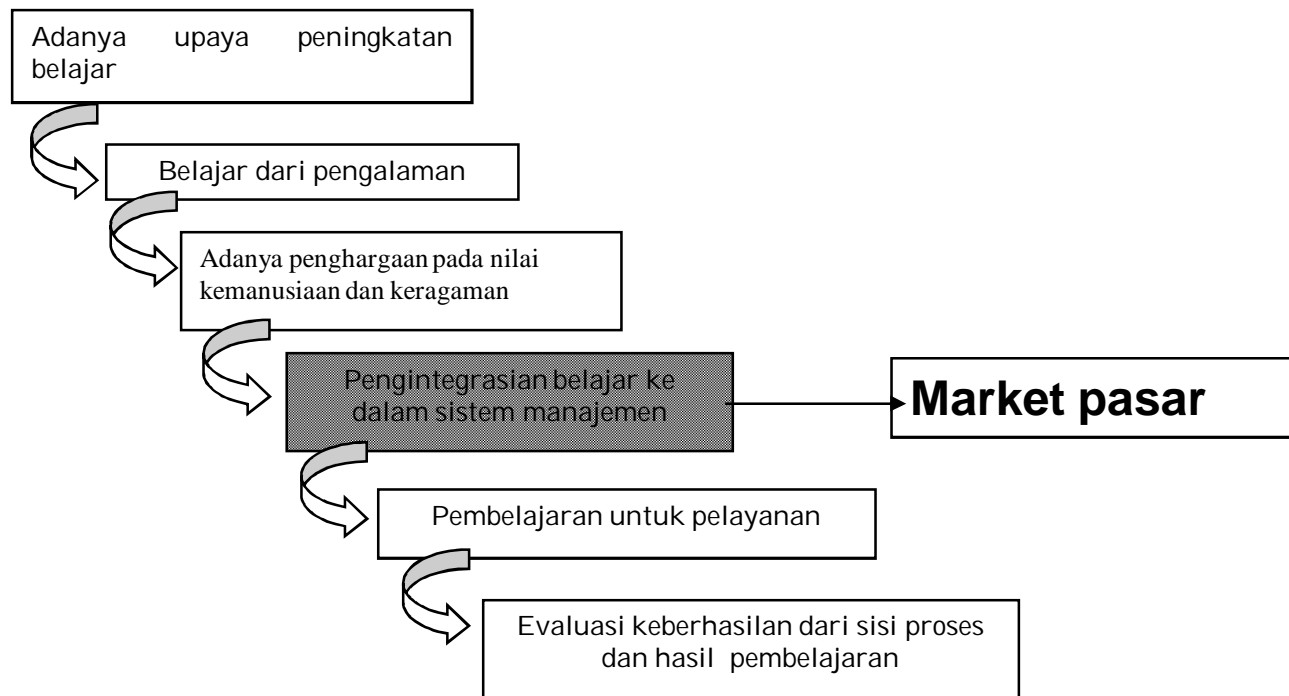 Adanya upaya peningkatan
belajar
Belajar dari pengalaman
Adanya penghargaan pada nilai
kemanusiaan dan keragaman
Pengintegrasian belajar ke
dalam sistem manajemen
Market pasar
Pembelajaran untuk pelayanan
Evaluasi keberhasilan dari sisi proses
dan hasil pembelajaran